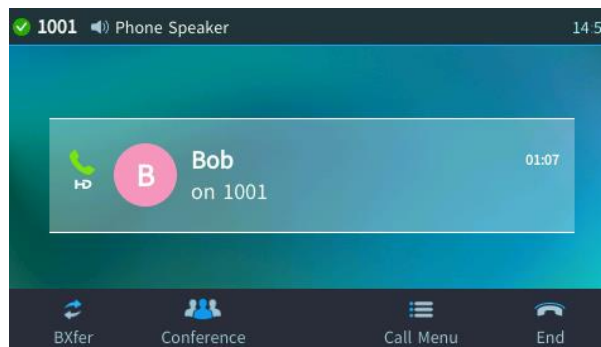 1001 Phone Speaker 14:5
Bob
01:07
B
HD
on 1001
BXfer Conference Call Menu End